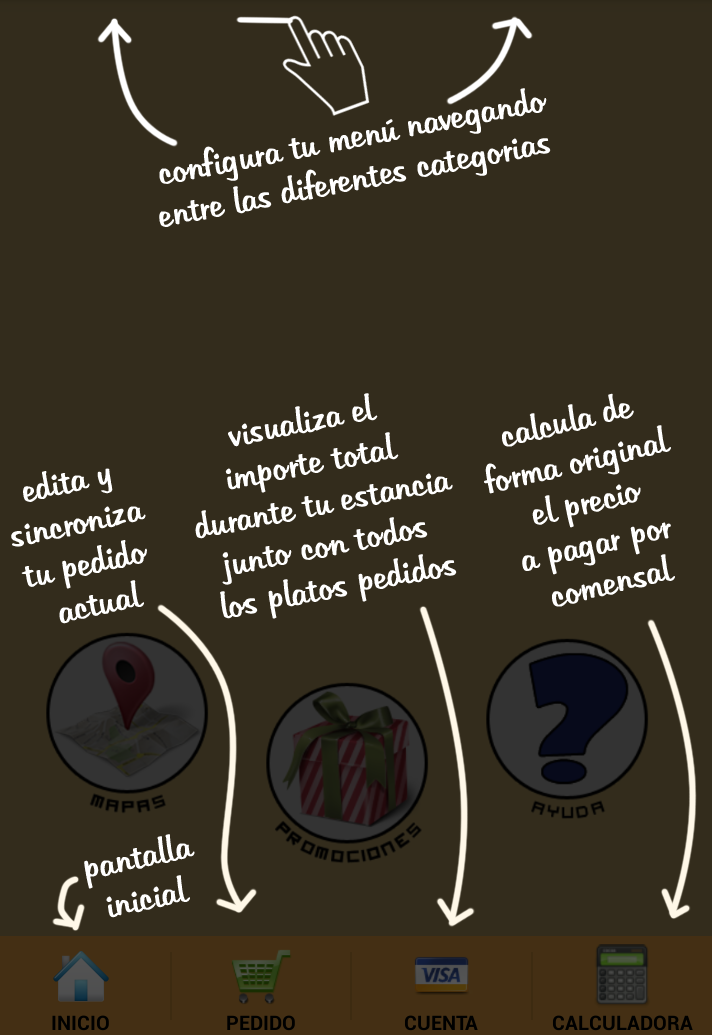 configura tu menú navegando
entre las diferentes categorias
visualiza el
importe total
durante tu estancia
junto con todos
los platos pedidos
calcula de
forma original
el precio
a pagar por
comensal
edita y
sincroniza
tu pedido
actual
MAPAS
PROMOCIONES
AYUDA
pantalla
inicial
VISA
INICIO
PEDIDO
CUENTA
CALCULADORA